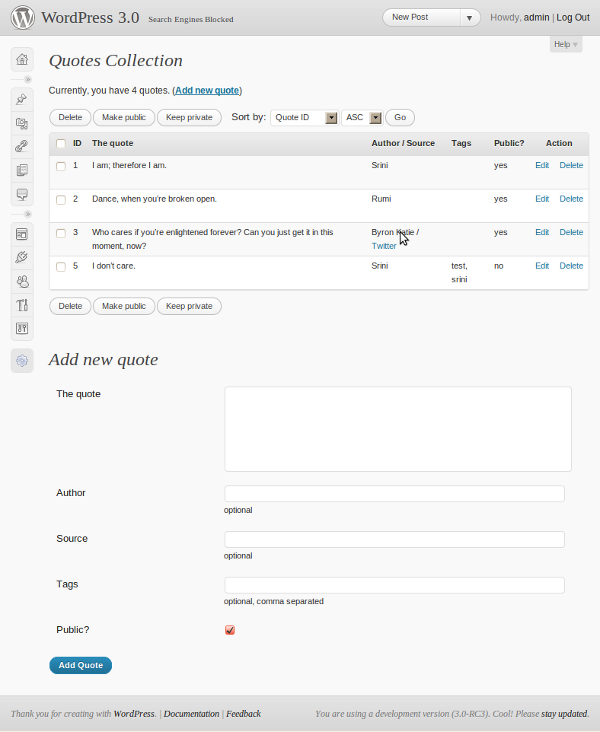 WordPress 3.0 Search Engines Blocked New Post Howdy, admin | Log Out
Help
Quotes Collection
Currently, you have 4 quotes. (Add new quote)
Delete Make public Keep private Sort by: Quote ID ASC Go
ID The quote Author / Source Tags Public? Action
1 I am; therefore I am. Srini yes Edit Delete
2 Dance, when you're broken open. Rumi yes Edit Delete
3 Who cares if you're enlightened forever? Can you just get it in this Byron Katie / yes Edit Delete
moment, now? Twitter
5 I don't care. Srini test, no Edit Delete
srini
Delete Make public Keep private
Add new quote
The quote
Author
optional
Source
optional
Tags
optional, comma separated
Public?
Add Quote
Thank you for creating with WordPress. | Documentation | Feedback You are using a development version (3.0-RC3). Cool! Please stay updated.